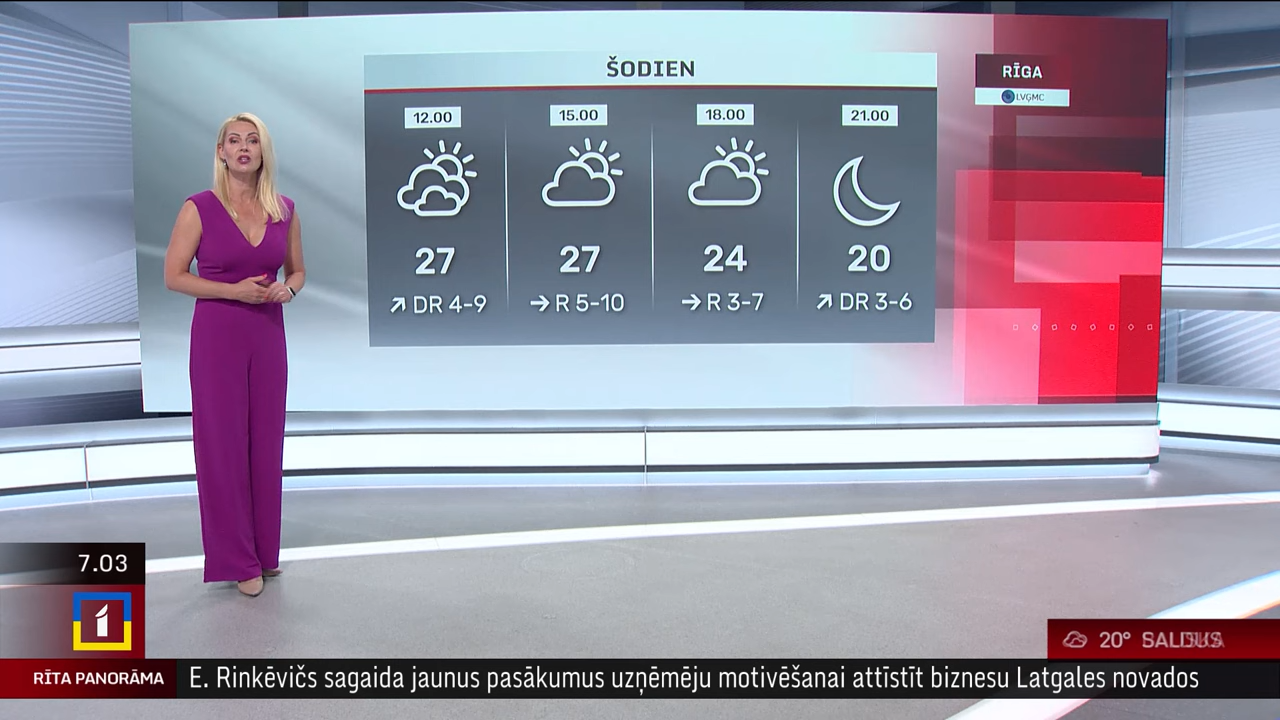 ŠODIEN
RĪGA
LVĢMC
12.00
15.00
18.00
21.00
27
27
24
20
DR 4-9
R 5-10
R 3-7
DR 3-6
7.03
1
20° SALDUS
RĪTA PANORĀMA
E. Rinkēvičs sagaida jaunus pasākumus uzņēmēju motivēšanai attīstīt biznesu Latgales novados